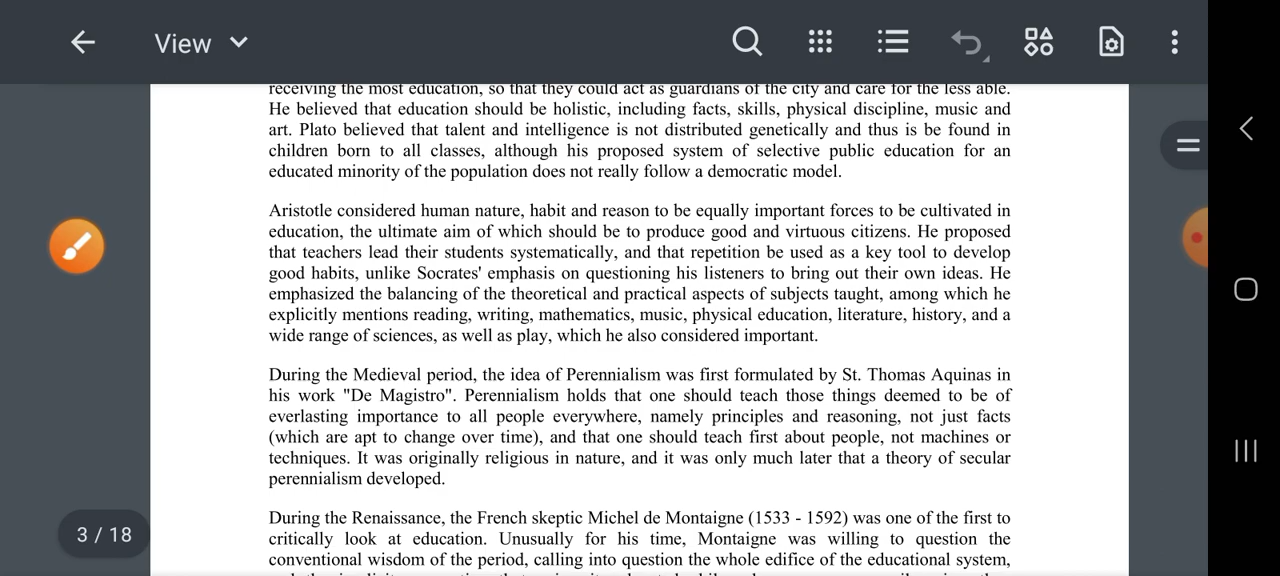 View
receiving the most education, so that they could act as guardians of the city and care for the less able.
He believed that education should be holistic, including facts, skills, physical discipline, music and
art. Plato believed that talent and intelligence is not distributed genetically and thus is be found in
children born to all classes, although his proposed system of selective public education for an
educated minority of the population does not really follow a democratic model.
Aristotle considered human nature, habit and reason to be equally important forces to be cultivated in
education, the ultimate aim of which should be to produce good and virtuous citizens. He proposed
that teachers lead their students systematically, and that repetition be used as a key tool to develop
good habits, unlike Socrates' emphasis on questioning his listeners to bring out their own ideas. He
emphasized the balancing of the theoretical and practical aspects of subjects taught, among which he
explicitly mentions reading, writing, mathematics, music, physical education, literature, history, and a
wide range of sciences, as well as play, which he also considered important.
During the Medieval period, the idea of Perennialism was first formulated by St. Thomas Aquinas in
his work "De Magistro". Perennialism holds that one should teach those things deemed to be of
everlasting importance to all people everywhere, namely principles and reasoning, not just facts
(which are apt to change over time), and that one should teach first about people, not machines or
techniques. It was originally religious in nature, and it was only much later that a theory of secular
perennialism developed.
3 / 18
During the Renaissance, the French skeptic Michel de Montaigne (1533 - 1592) was one of the first to
critically look at education. Unusually for his time, Montaigne was willing to question the
conventional wisdom of the period, calling into question the whole edifice of the educational system,